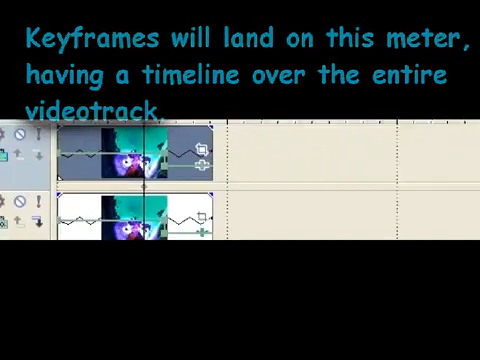 Keyframes will land on this meter,
having a timeline over the entire
videotrack.